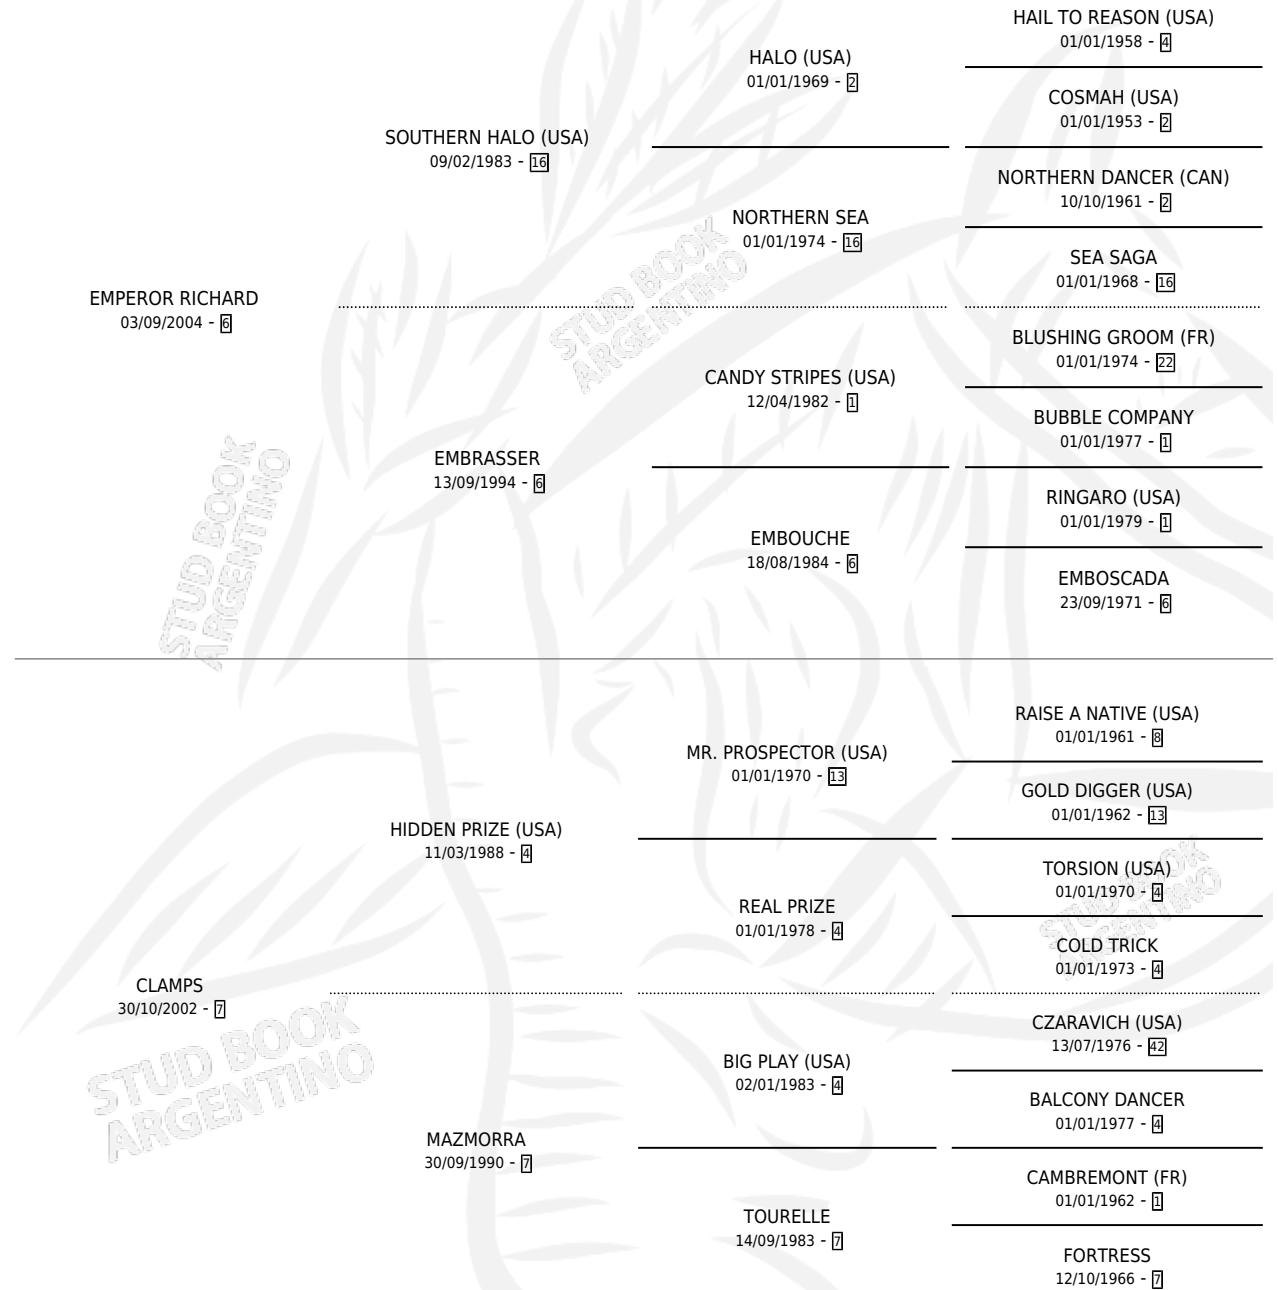 HAIL TO REASON (USA)
01/01/1958 - 4
HALO (USA)
01/01/1969 - 2
COSMAH (USA)
01/01/1953 - 2
SOUTHERN HALO (USA)
09/02/1983 - 16
NORTHERN DANCER (CAN)
10/10/1961 - 2
NORTHERN SEA
01/01/1974 - 16
SEA SAGA
01/01/1968 - 16
EMPEROR RICHARD
03/09/2004 - 6
STUD BOOK
ARGENTINO
BLUSHING GROOM (FR)
01/01/1974 - 22
CANDY STRIPES (USA)
12/04/1982 - 1
BUBBLE COMPANY
01/01/1977 - 1
EMBRASSER
13/09/1994 - 6
RINGARO (USA)
01/01/1979 - 1
EMBOUCHE
18/08/1984 - 6
EMBOSCADA
23/09/1971 - 6
STUD BOOK
ARGENTINO
RAISE A NATIVE (USA)
01/01/1961 - 8
MR. PROSPECTOR (USA)
01/01/1970 - 13
GOLD DIGGER (USA)
01/01/1962 - 13
HIDDEN PRIZE (USA)
11/03/1988 - 4
TORSION (USA)
01/01/1970 - 4
STUD BOOK
ARGENTINO
REAL PRIZE
01/01/1978 - 4
COLD TRICK
01/01/1973 - 4
CLAMPS
30/10/2002 - 7
STUD BOOK
ARGENTINO
CZARAVICH (USA)
13/07/1976 - 42
BIG PLAY (USA)
02/01/1983 - 4
BALCONY DANCER
01/01/1977 - 4
MAZMORRA
30/09/1990 - 7
CAMBREMONT (FR)
01/01/1962 - 1
TOURELLE
14/09/1983 - 7
FORTRESS
12/10/1966 - 7